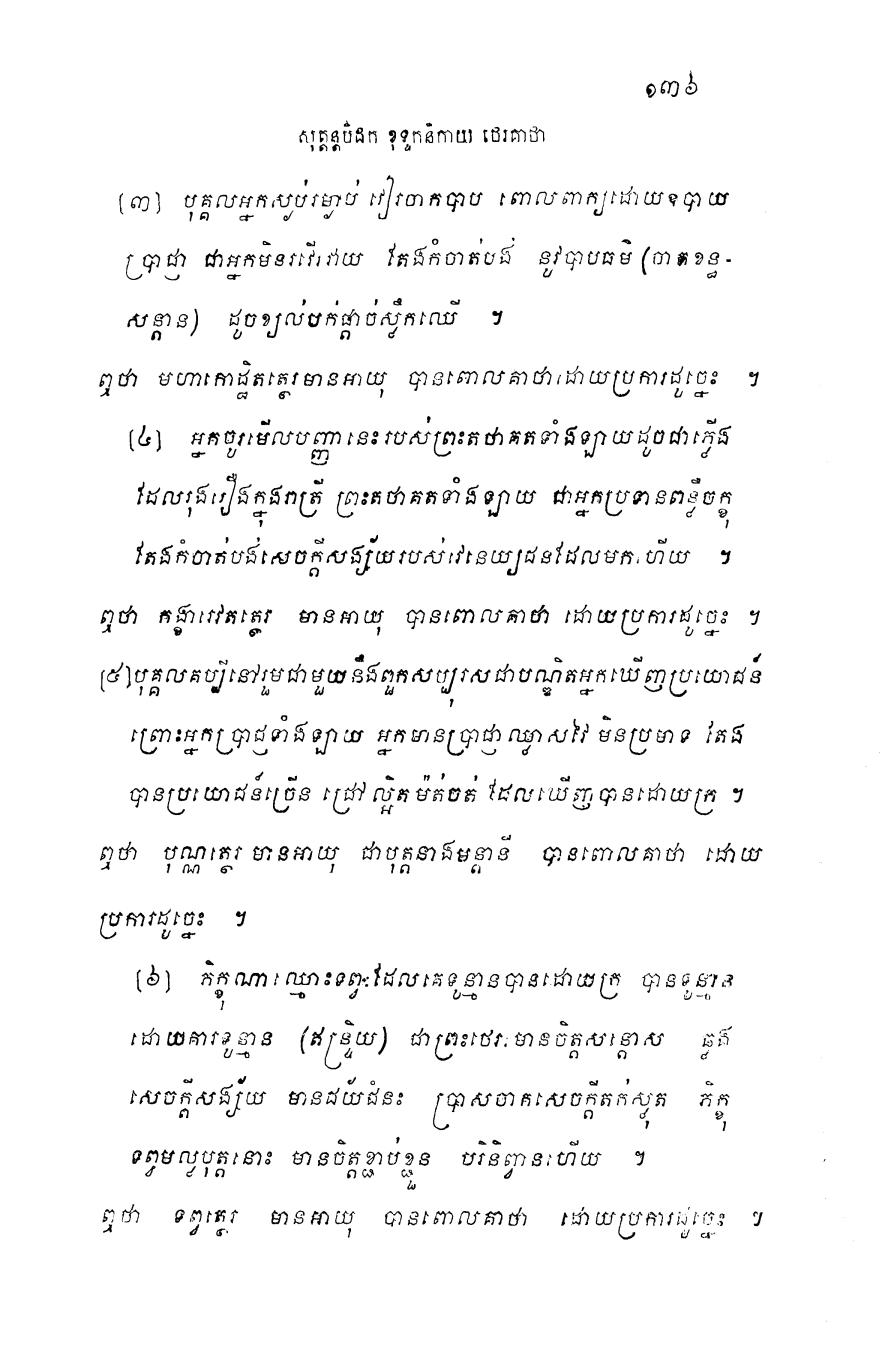 ១៣៦
សុត្តន្តបិដក ខុទ្ទកនិកាយ ថេរគាថា
[៣] បុគ្គលអ្នកស្ងប់រម្ងាប់ វៀរចាកបាប ពោលពាក្យដោយឧបាយ
ប្រាជ្ញា ជាអ្នកមិនរវើរវាយ តែងកំចាត់បង់ នូវបាបធម៌ (ចាកខន្ធ-
សន្តាន) ដូចខ្យល់បក់ផ្តាច់ស្លឹកឈើ ។
ឮថា មហាកោដ្ឋិតត្ថេរមានអាយុ បានពោលគាថាដោយប្រការដូច្នេះ ។
[៤] អ្នកចូរមើលបញ្ញានេះរបស់ព្រះតថាគតទាំងឡាយដូចជាភ្លើង
ដែលរុងរឿងក្នុងរាត្រី ព្រះតថាគតទាំងឡាយ ជាអ្នកប្រទានពន្លឺចក្ខុ
តែងកំចាត់បង់សេចក្តីសង្ស័យរបស់វេនេយ្យជនដែលមកហើយ ។
ឮថា កង្ខារេវតត្ថេរ មានអាយុ បានពោលគាថា ដោយប្រការដូច្នេះ ។
[៥] បុគ្គលគប្បីនៅរួមជាមួយនឹងពួកសប្បុរសជាបណ្ឌិតអ្នកឃើញប្រយោជន៍
ព្រោះអ្នកប្រាជ្ញទាំងឡាយ អ្នកមានប្រាជ្ញាឈ្លាសវៃ មិនប្រមាទ តែង
បានប្រយោជន៍ច្រើន ជ្រៅ ល្អិត ម៉ត់ចត់ ដែលឃើញបានដោយក្រ ។
ឮថា បុណ្ណត្ថេរ មានអាយុ ជាបុត្តនាងមន្តានី បានពោលគាថា ដោយ
ប្រការដូច្នេះ ។
[៦] ភិក្ខុណា ឈ្មោះទព្វៈដែលគេទូន្មានបានដោយក្រ បានទូន្មាន
ដោយការទូន្មាន (ឥន្ទ្រិយ) ជាព្រះថេរៈមានចិត្តសន្តោស ឆ្លង
សេចក្តីសង្ស័យ មានជយ័ជំនះ ប្រាសចាកសេចក្តីតក់ស្លុត ភិក្ខុ
ទព្វមល្លបុត្តនោះ មានចិត្តខ្ជាប់ខ្ជួន បរិនិព្វានហើយ ។
ឮថា ទព្វត្ថេរ មានអាយុ បានពោលគាថា ដោយប្រការដូច្នេះ ។